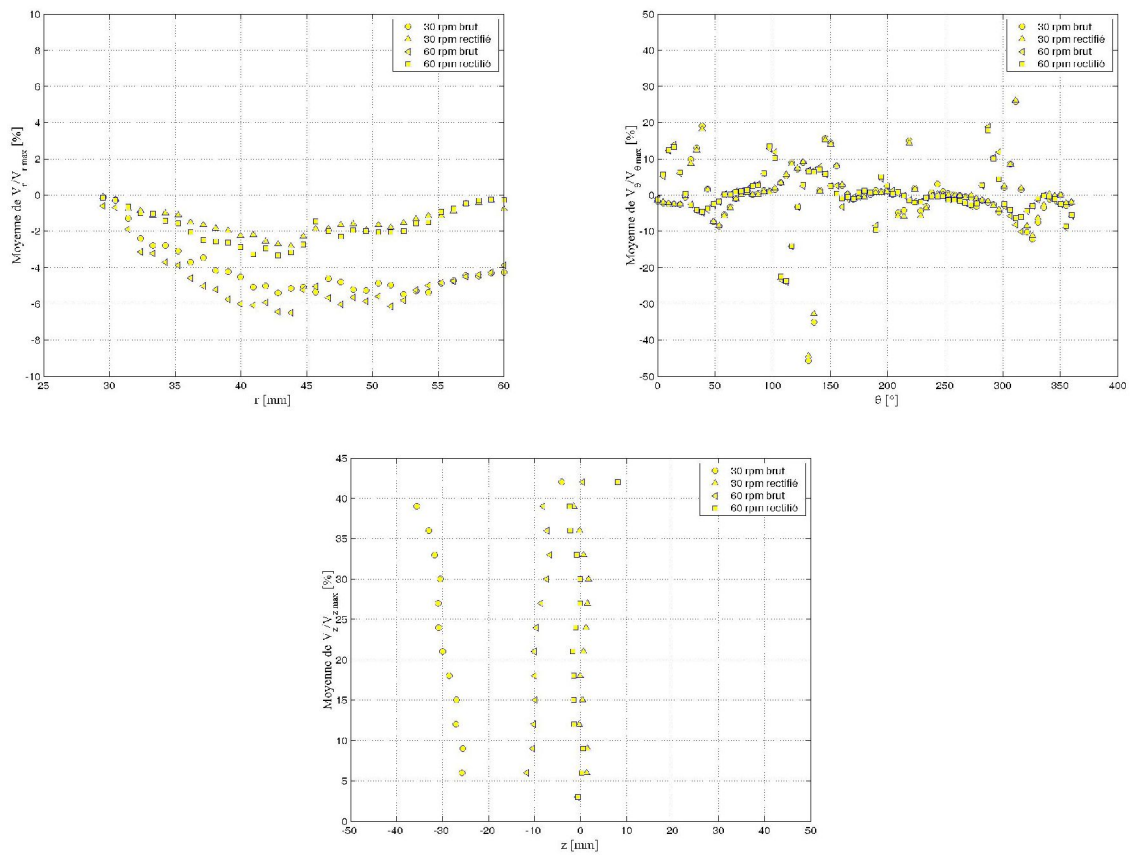 30 rpm brut
30 rpm rectifié
60 rpm brut
60 rpm rectifié
Moyenne de V_r/V_r max [%]
10
8
6
4
2
0
-2
-4
-6
-8
-10
25 30 35 40 45 50 55 60
r [mm]
30 rpm brut
30 rpm rectifié
60 rpm brut
60 rpm rectifié
Moyenne de V_θ/V_θ max [%]
50
40
30
20
10
0
-10
-20
-30
-40
-50
0 50 100 150 200 250 300 350 400
θ [°]
30 rpm brut
30 rpm rectifié
60 rpm brut
60 rpm rectifié
Moyenne de V_z/V_z max [%]
45
40
35
30
25
20
15
10
5
0
-50 -40 -30 -20 -10 0 10 20 30 40 50
z [mm]